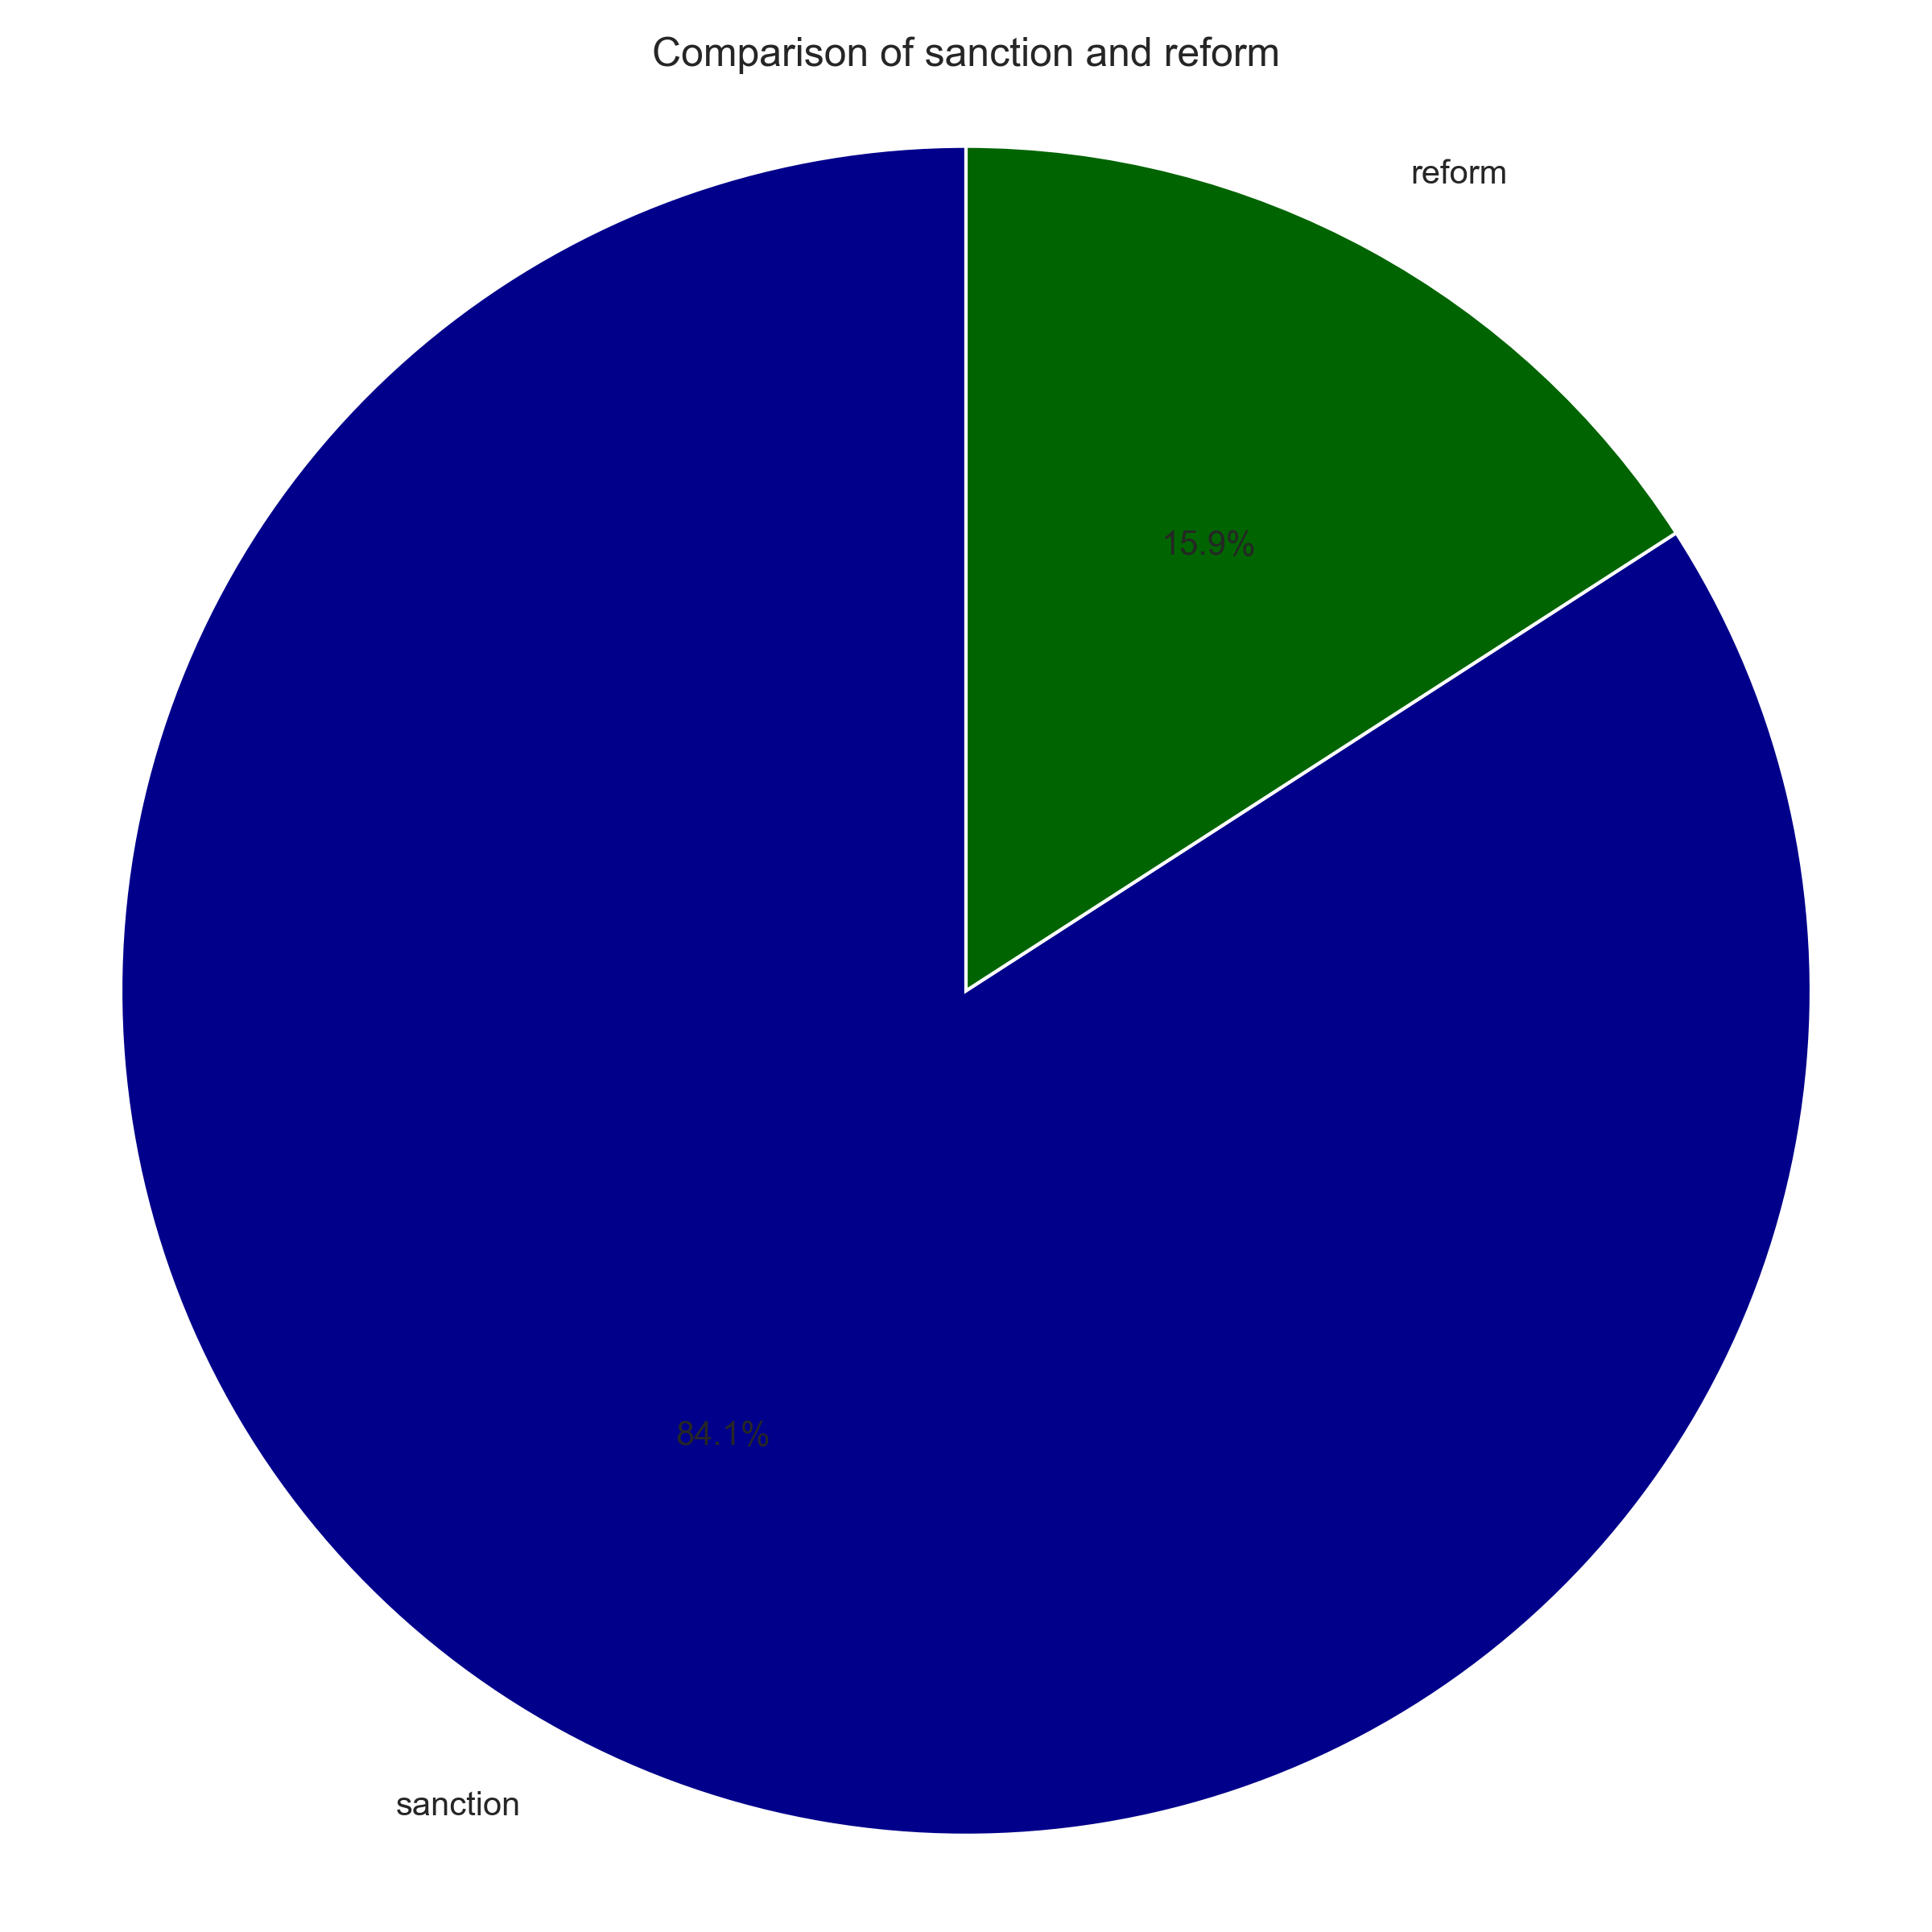 Comparison of sanction and reform
reform
15.9%
84.1%
sanction